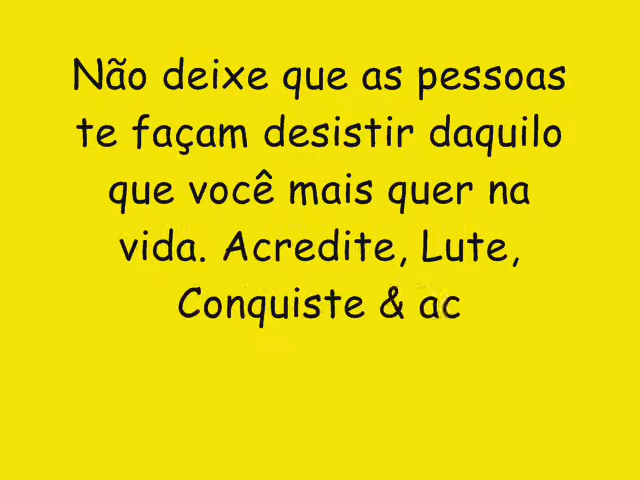 Não deixe que as pessoas
te façam desistir daquilo
que você mais quer na
vida. Acredite, Lute,
Conquiste & ac